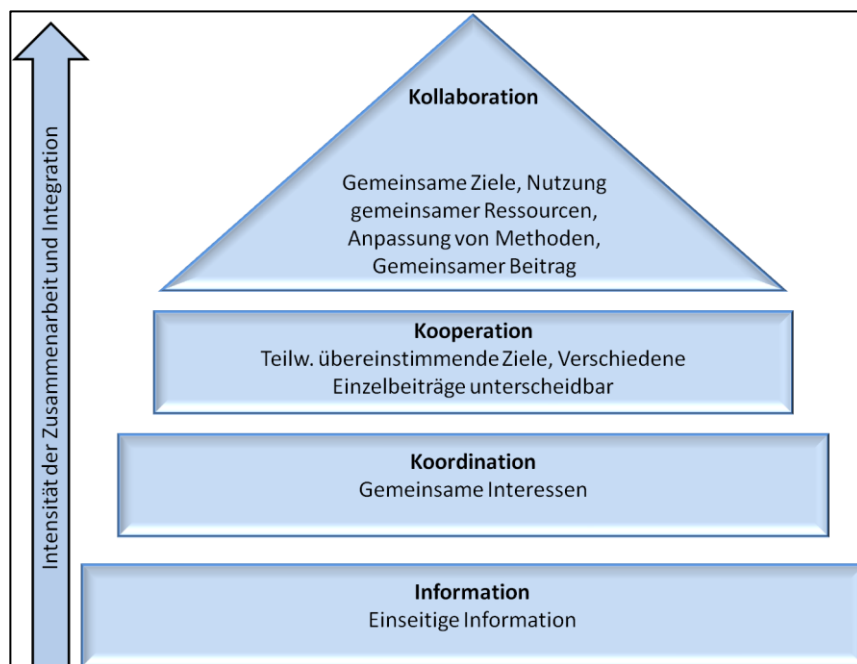 Intensität der Zusammenarbeit und Integration
Kollaboration
Gemeinsame Ziele, Nutzung
gemeinsamer Ressourcen,
Anpassung von Methoden,
Gemeinsamer Beitrag
Kooperation
Teilw. übereinstimmende Ziele, Verschiedene
Einzelbeiträge unterscheidbar
Koordination
Gemeinsame Interessen
Information
Einseitige Information